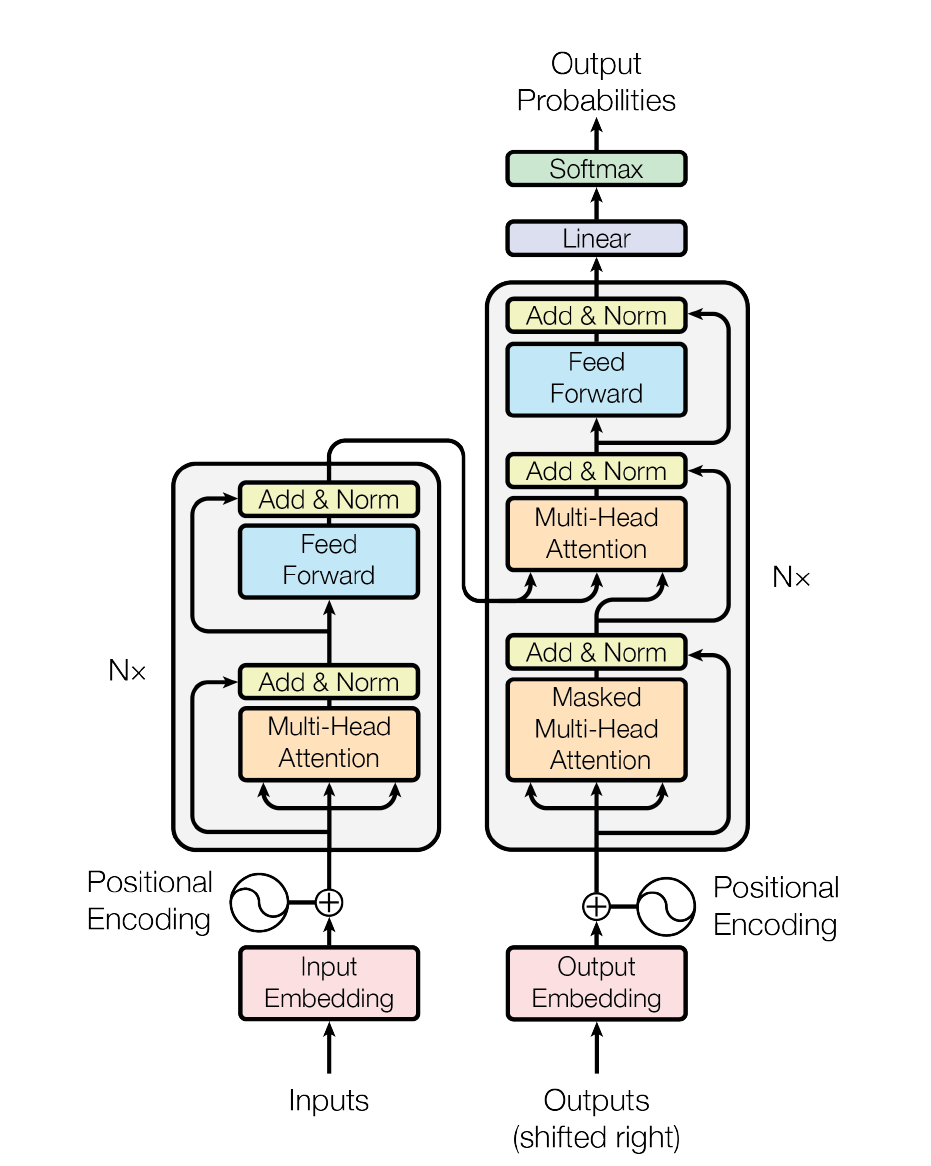 Output
Probabilities
Softmax
Linear
Add & Norm
Feed
Forward
Add & Norm
Multi-Head
Attention
Add & Norm
Masked
Multi-Head
Attention
N×
Add & Norm
Feed
Forward
Add & Norm
Multi-Head
Attention
N×
Positional
Encoding
Positional
Encoding
Input
Embedding
Output
Embedding
Inputs
Outputs
(shifted right)